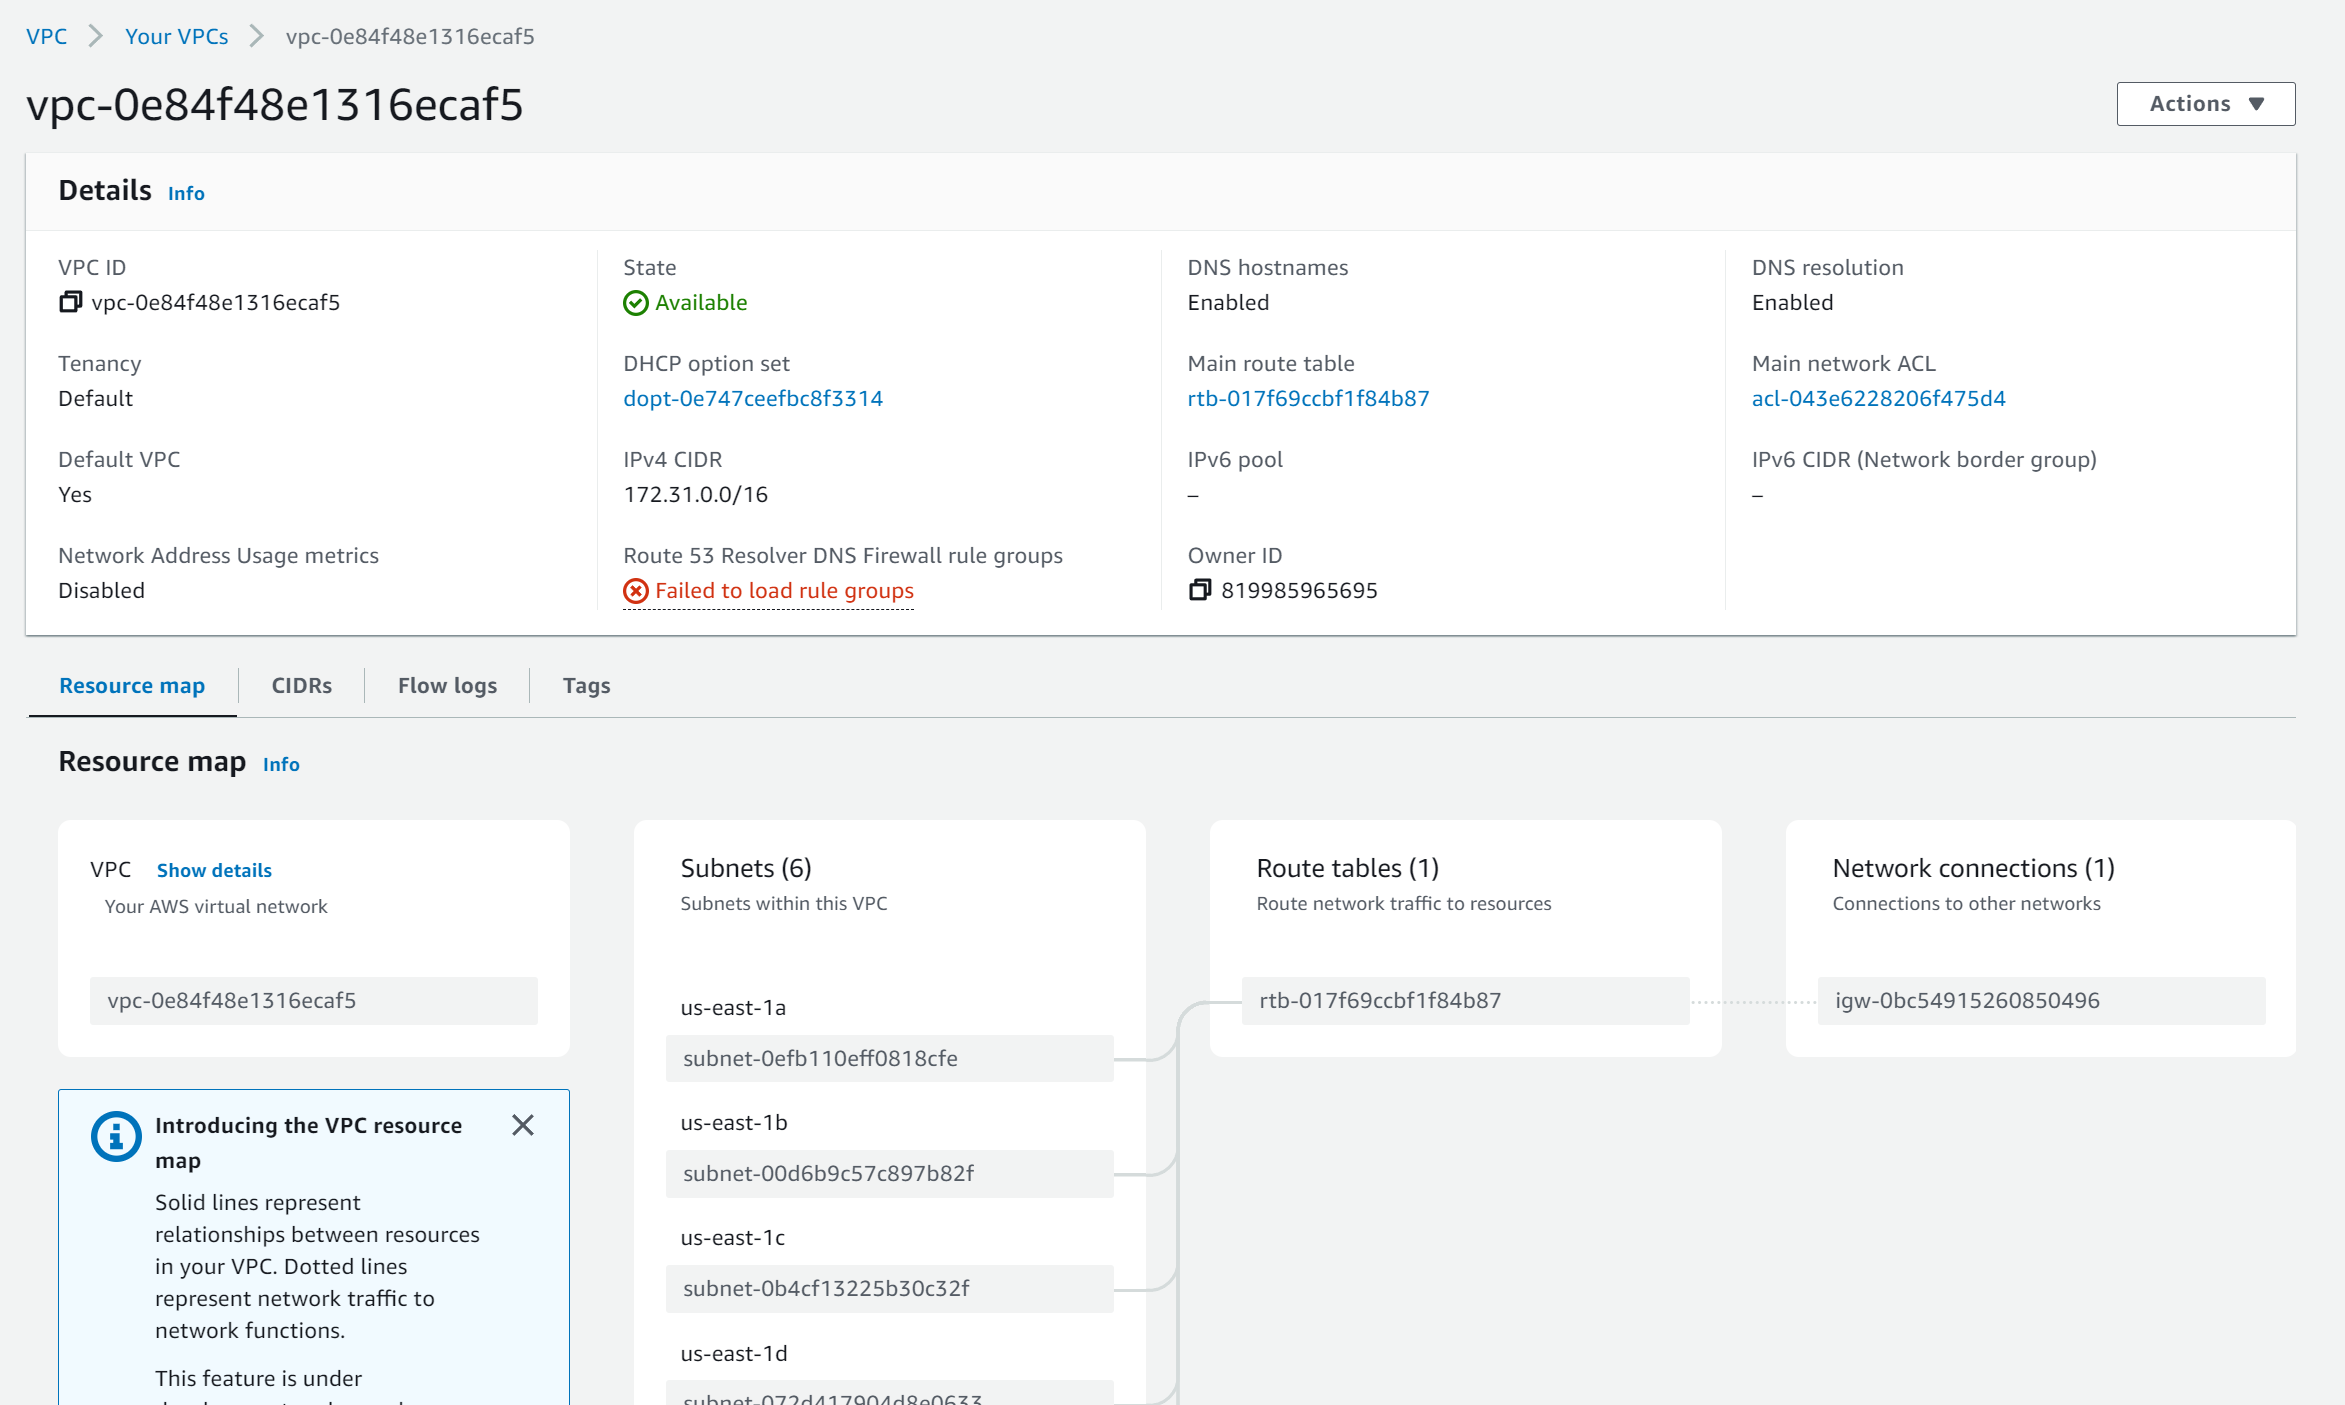 VPC > Your VPCs > vpc-0e84f48e1316ecaf5
vpc-0e84f48e1316ecaf5
Actions ▼
Details Info
VPC ID
vpc-0e84f48e1316ecaf5
State
Available
DNS hostnames
Enabled
DNS resolution
Enabled
Tenancy
Default
DHCP option set
dopt-0e747ceefbc8f3314
Main route table
rtb-017f69ccbf1f84b87
Main network ACL
acl-043e6228206f475d4
Default VPC
Yes
IPv4 CIDR
172.31.0.0/16
IPv6 pool
–
IPv6 CIDR (Network border group)
–
Network Address Usage metrics
Disabled
Route 53 Resolver DNS Firewall rule groups
Failed to load rule groups
Owner ID
819985965695
Resource map
CIDRs
Flow logs
Tags
Resource map Info
VPC Show details
Your AWS virtual network
vpc-0e84f48e1316ecaf5
Introducing the VPC resource
map
Solid lines represent
relationships between resources
in your VPC. Dotted lines
represent network traffic to
network functions.
This feature is under
Subnets (6)
Subnets within this VPC
us-east-1a
subnet-0efb110eff0818cfe
us-east-1b
subnet-00d6b9c57c897b82f
us-east-1c
subnet-0b4cf13225b30c32f
us-east-1d
subnet-072d417904d8e0633
Route tables (1)
Route network traffic to resources
rtb-017f69ccbf1f84b87
Network connections (1)
Connections to other networks
igw-0bc54915260850496